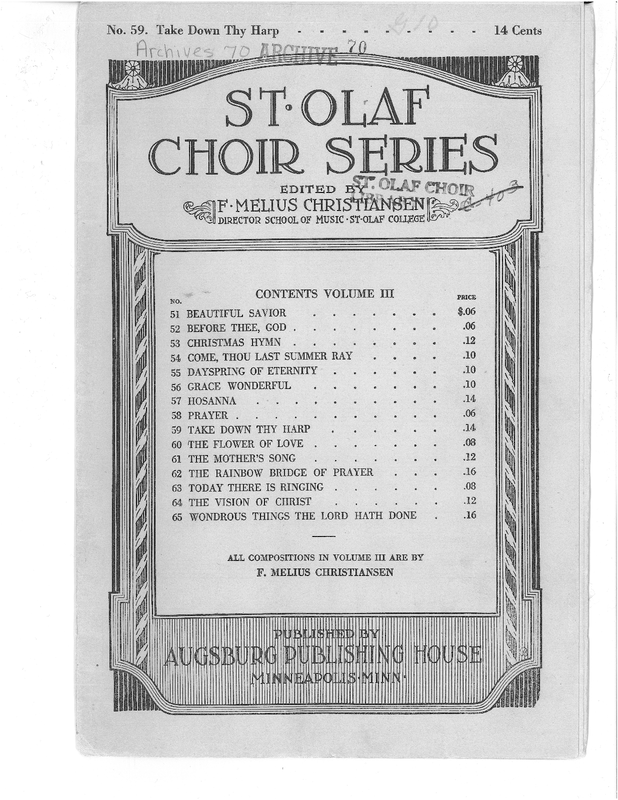 No. 59. Take Down Thy Harp - - - - - - - - - 14 Cents
Archives 70 ARCHIVE 70
ST·OLAF
CHOIR SERIES
EDITED BY
ST. OLAF CHOIR
F·MELIUS CHRISTIANSEN
DIRECTOR SCHOOL OF MUSIC·ST·OLAF COLLEGE
CONTENTS VOLUME III
NO. PRICE
51 BEAUTIFUL SAVIOR . . . . . . . $.06
52 BEFORE THEE, GOD . . . . . . . . .06
53 CHRISTMAS HYMN . . . . . . . . .12
54 COME, THOU LAST SUMMER RAY . . . . .10
55 DAYSPRING OF ETERNITY . . . . . . .10
56 GRACE WONDERFUL . . . . . . . .10
57 HOSANNA . . . . . . . . . .14
58 PRAYER . . . . . . . . . . . .06
59 TAKE DOWN THY HARP . . . . . . .14
60 THE FLOWER OF LOVE . . . . . . . .08
61 THE MOTHER'S SONG . . . . . . . .12
62 THE RAINBOW BRIDGE OF PRAYER . . . .16
63 TODAY THERE IS RINGING . . . . . . .08
64 THE VISION OF CHRIST . . . . . . .12
65 WONDROUS THINGS THE LORD HATH DONE . .16
ALL COMPOSITIONS IN VOLUME III ARE BY
F. MELIUS CHRISTIANSEN
PUBLISHED BY
AUGSBURG PUBLISHING HOUSE
MINNEAPOLIS·MINN·